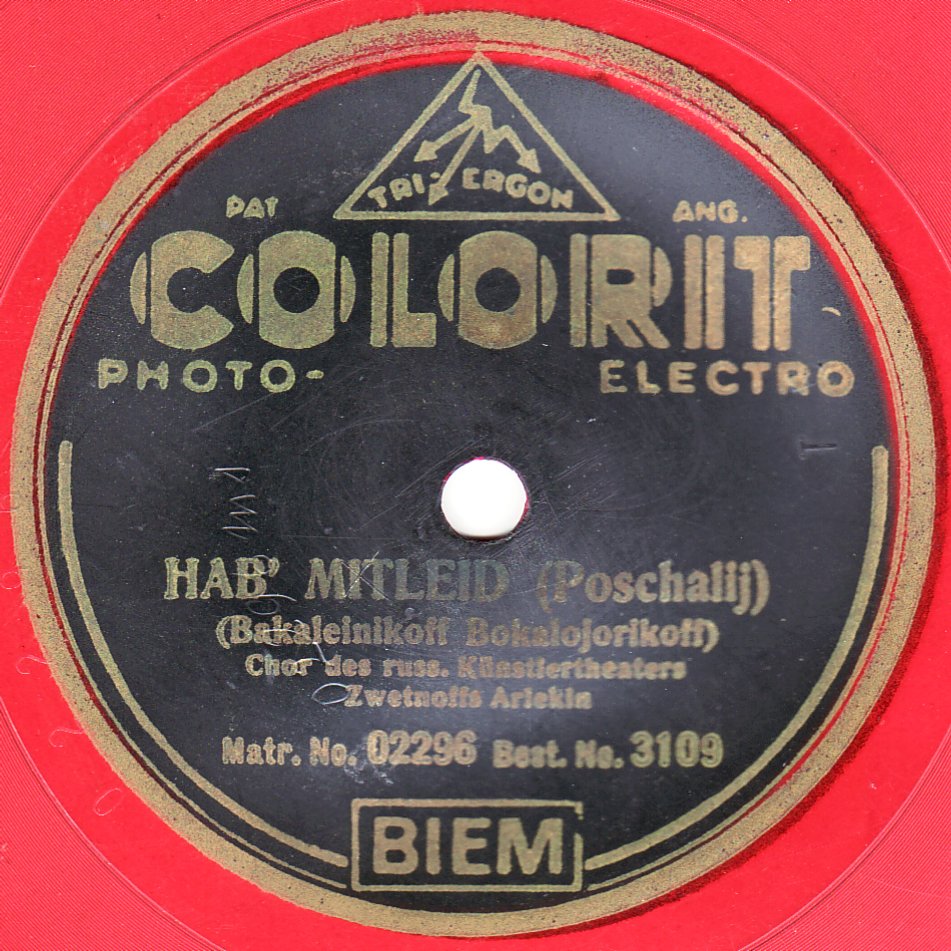 TRI-ERGON
PAT ANG.
COLORIT
PHOTO- ELECTRO
HAB' MITLEID (Poschalij)
(Bakaleinikoff Bokalojorikoff)
Chor des russ. Künstlertheaters
Zwetnoffs Arlekin
Matr. No. 02296 Best. No. 3109
BIEM